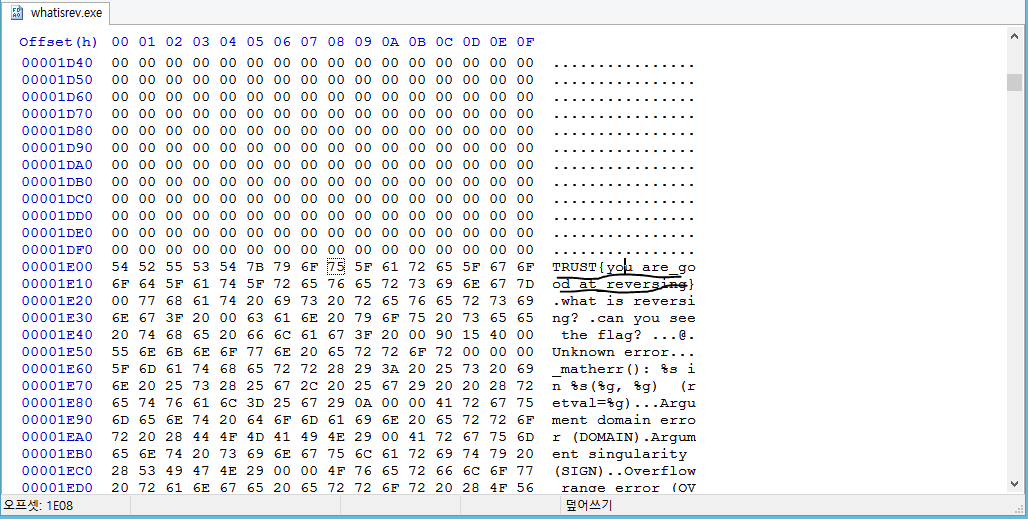 whatisrev.exe
Offset(h) 00 01 02 03 04 05 06 07 08 09 0A 0B 0C 0D 0E 0F
00001D40 00 00 00 00 00 00 00 00 00 00 00 00 00 00 00 00 ................
00001D50 00 00 00 00 00 00 00 00 00 00 00 00 00 00 00 00 ................
00001D60 00 00 00 00 00 00 00 00 00 00 00 00 00 00 00 00 ................
00001D70 00 00 00 00 00 00 00 00 00 00 00 00 00 00 00 00 ................
00001D80 00 00 00 00 00 00 00 00 00 00 00 00 00 00 00 00 ................
00001D90 00 00 00 00 00 00 00 00 00 00 00 00 00 00 00 00 ................
00001DA0 00 00 00 00 00 00 00 00 00 00 00 00 00 00 00 00 ................
00001DB0 00 00 00 00 00 00 00 00 00 00 00 00 00 00 00 00 ................
00001DC0 00 00 00 00 00 00 00 00 00 00 00 00 00 00 00 00 ................
00001DD0 00 00 00 00 00 00 00 00 00 00 00 00 00 00 00 00 ................
00001DE0 00 00 00 00 00 00 00 00 00 00 00 00 00 00 00 00 ................
00001DF0 00 00 00 00 00 00 00 00 00 00 00 00 00 00 00 00 ................
00001E00 54 52 55 53 54 7B 79 6F 75 5F 61 72 65 5F 67 6F TRUST{you_are_go
00001E10 6F 64 5F 61 74 5F 72 65 76 65 72 73 69 6E 67 7D od_at_reversing}
00001E20 00 77 68 61 74 20 69 73 20 72 65 76 65 72 73 69 .what is reversi
00001E30 6E 67 3F 20 00 63 61 6E 20 79 6F 75 20 73 65 65 ng? .can you see
00001E40 20 74 68 65 20 66 6C 61 67 3F 20 00 90 15 40 00  the flag? ...@.
00001E50 55 6E 6B 6E 6F 77 6E 20 65 72 72 6F 72 00 00 00 Unknown error...
00001E60 5F 6D 61 74 68 65 72 72 28 29 3A 20 25 73 20 69 _matherr(): %s i
00001E70 6E 20 25 73 28 25 67 2C 20 25 67 29 20 20 28 72 n %s(%g, %g)  (r
00001E80 65 74 76 61 6C 3D 25 67 29 0A 00 00 41 72 67 75 etval=%g)...Argu
00001E90 6D 65 6E 74 20 64 6F 6D 61 69 6E 20 65 72 72 6F ment domain erro
00001EA0 72 20 28 44 4F 4D 41 49 4E 29 00 41 72 67 75 6D r (DOMAIN).Argum
00001EB0 65 6E 74 20 73 69 6E 67 75 6C 61 72 69 74 79 20 ent singularity
00001EC0 28 53 49 47 4E 29 00 00 4F 76 65 72 66 6C 6F 77 (SIGN)..Overflow
00001ED0 20 72 61 6E 67 65 20 65 72 72 6F 72 20 28 4F 56  range error (OV
오프셋: 1E08 덮어쓰기